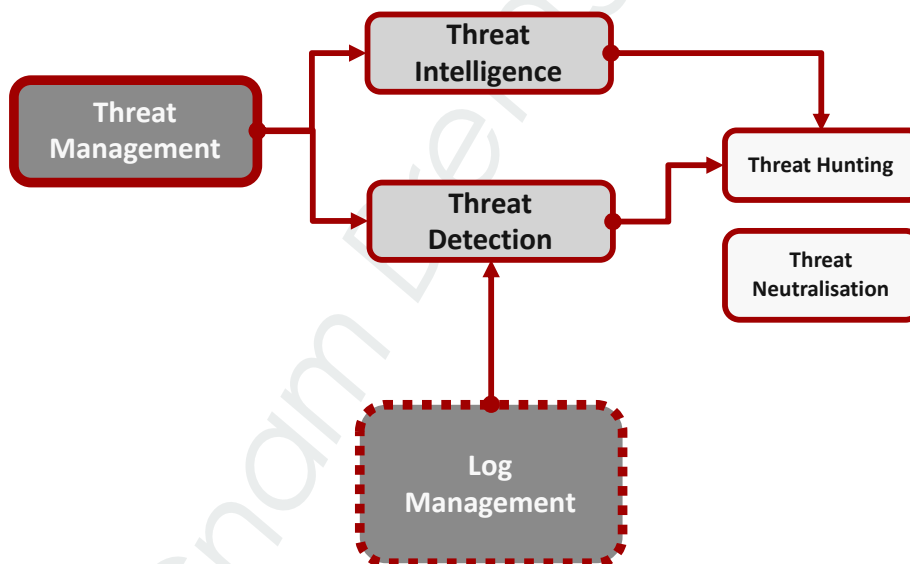 Threat
Intelligence
Threat
Management
Threat Hunting
Threat
Detection
Threat
Neutralisation
Log
Management